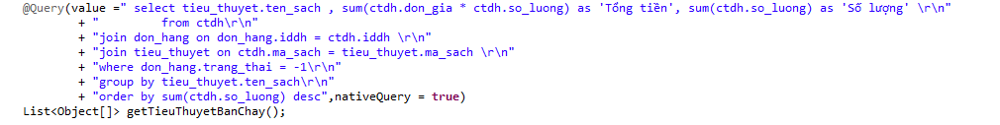 @Query(value =" select tieu_thuyet.ten_sach , sum(ctdh.don_gia * ctdh.so_luong) as 'Tổng tiền', sum(ctdh.so_luong) as 'Số lượng' \r\n"
+ "     from ctdh\r\n"
+ "join don_hang on don_hang.iddh = ctdh.iddh \r\n"
+ "join tieu_thuyet on ctdh.ma_sach = tieu_thuyet.ma_sach \r\n"
+ "where don_hang.trang_thai = -1\r\n"
+ "group by tieu_thuyet.ten_sach\r\n"
+ "order by sum(ctdh.so_luong) desc",nativeQuery = true)
List<Object[]> getTieuThuyetBanChay();